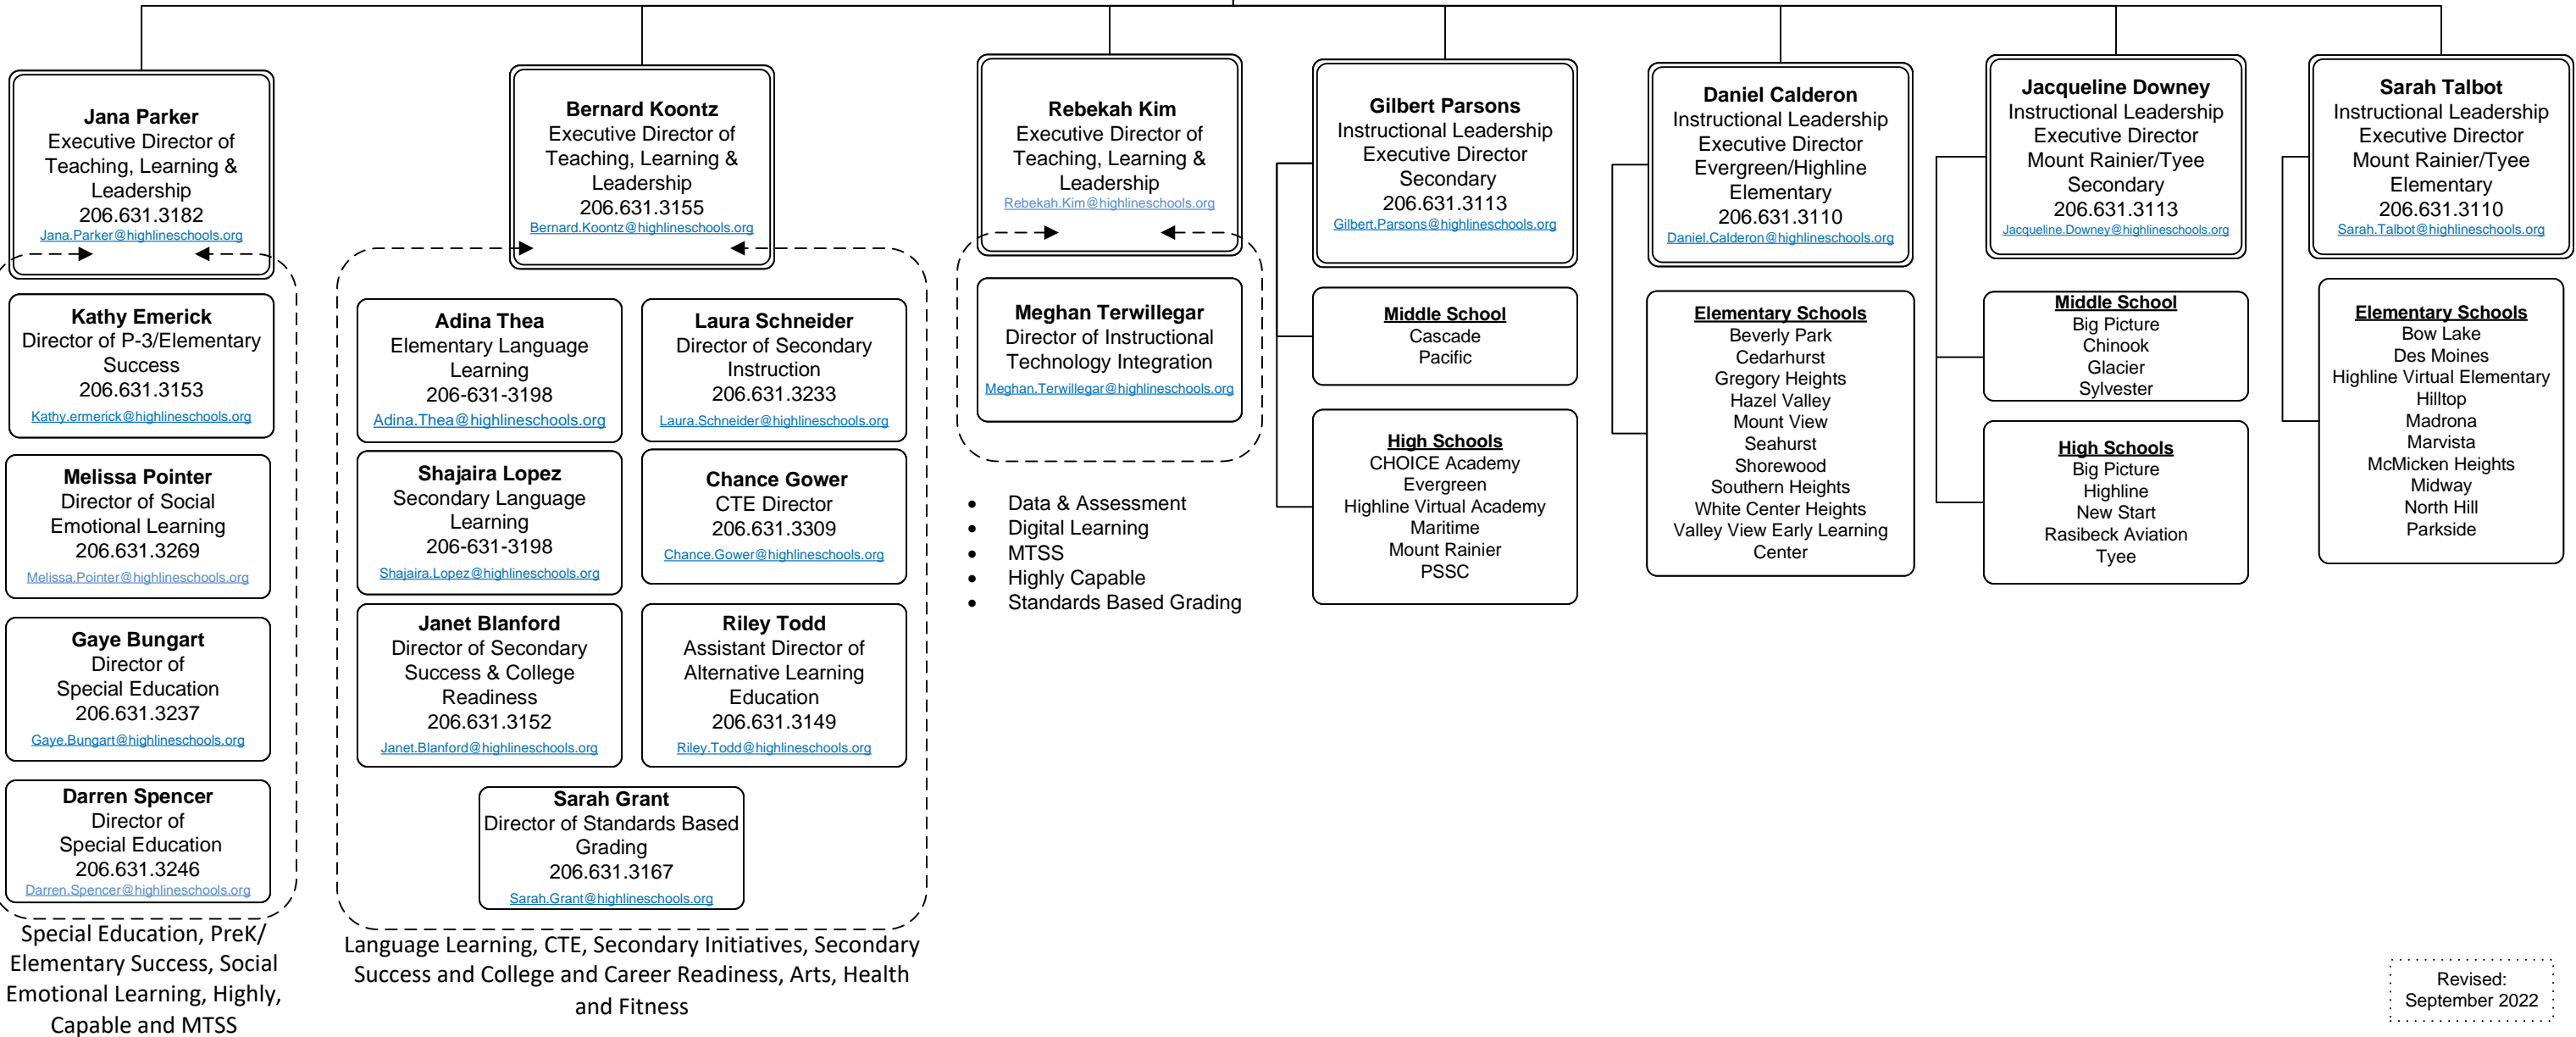 Jana Parker
Executive Director of
Teaching, Learning &
Leadership
206.631.3182
Jana.Parker@highlineschools.org
Kathy Emerick
Director of P-3/Elementary
Success
206.631.3153
Kathy.ermerick@highlineschools.org
Melissa Pointer
Director of Social
Emotional Learning
206.631.3269
Melissa.Pointer@highlineschools.org
Gaye Bungart
Director of
Special Education
206.631.3237
Gaye.Bungart@highlineschools.org
Darren Spencer
Director of
Special Education
206.631.3246
Darren.Spencer@highlineschools.org
Special Education, PreK/
Elementary Success, Social
Emotional Learning, Highly,
Capable and MTSS
Bernard Koontz
Executive Director of
Teaching, Learning &
Leadership
206.631.3155
Bernard.Koontz@highlineschools.org
Adina Thea
Elementary Language
Learning
206-631-3198
Adina.Thea@highlineschools.org
Laura Schneider
Director of Secondary
Instruction
206.631.3233
Laura.Schneider@highlineschools.org
Shajaira Lopez
Secondary Language
Learning
206-631-3198
Shajaira.Lopez@highlineschools.org
Chance Gower
CTE Director
206.631.3309
Chance.Gower@highlineschools.org
Janet Blanford
Director of Secondary
Success & College
Readiness
206.631.3152
Janet.Blanford@highlineschools.org
Riley Todd
Assistant Director of
Alternative Learning
Education
206.631.3149
Riley.Todd@highlineschools.org
Sarah Grant
Director of Standards Based
Grading
206.631.3167
Sarah.Grant@highlineschools.org
Language Learning, CTE, Secondary Initiatives, Secondary
Success and College and Career Readiness, Arts, Health
and Fitness
Rebekah Kim
Executive Director of
Teaching, Learning &
Leadership
Rebekah.Kim@highlineschools.org
Meghan Terwillegar
Director of Instructional
Technology Integration
Meghan.Terwillegar@highlineschools.org
• Data & Assessment
• Digital Learning
• MTSS
• Highly Capable
• Standards Based Grading
Gilbert Parsons
Instructional Leadership
Executive Director
Secondary
206.631.3113
Gilbert.Parsons@highlineschools.org
Middle School
Cascade
Pacific
High Schools
CHOICE Academy
Evergreen
Highline Virtual Academy
Maritime
Mount Rainier
PSSC
Daniel Calderon
Instructional Leadership
Executive Director
Evergreen/Highline
Elementary
206.631.3110
Daniel.Calderon@highlineschools.org
Elementary Schools
Beverly Park
Cedarhurst
Gregory Heights
Hazel Valley
Mount View
Seahurst
Shorewood
Southern Heights
White Center Heights
Valley View Early Learning
Center
Jacqueline Downey
Instructional Leadership
Executive Director
Mount Rainier/Tyee
Secondary
206.631.3113
Jacqueline.Downey@highlineschools.org
Middle School
Big Picture
Chinook
Glacier
Sylvester
High Schools
Big Picture
Highline
New Start
Rasibeck Aviation
Tyee
Sarah Talbot
Instructional Leadership
Executive Director
Mount Rainier/Tyee
Elementary
206.631.3110
Sarah.Talbot@highlineschools.org
Elementary Schools
Bow Lake
Des Moines
Highline Virtual Elementary
Hilltop
Madrona
Marvista
McMicken Heights
Midway
North Hill
Parkside
Revised:
September 2022